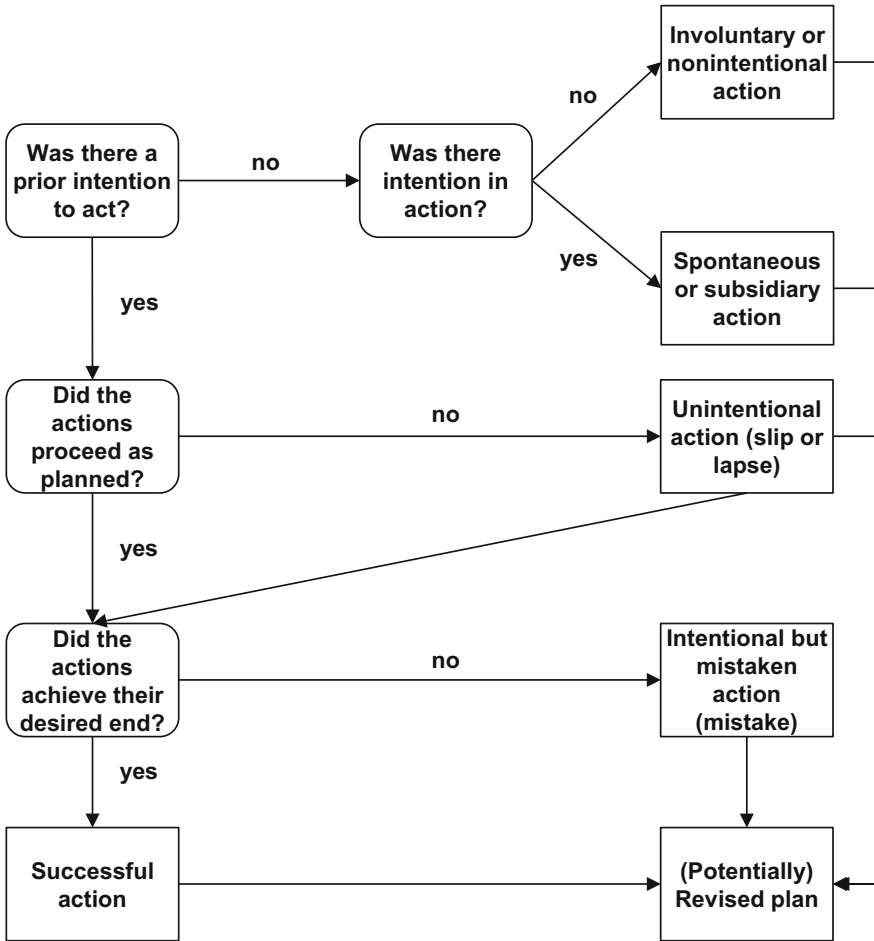 Involuntary or
nonintentional
action
no
Was there a
prior intention
to act?
no
Was there
intention in
action?
yes
Spontaneous
or subsidiary
action
yes
Did the
actions
proceed as
planned?
no
Unintentional
action (slip or
lapse)
yes
Did the
actions
achieve their
desired end?
no
Intentional but
mistaken
action
(mistake)
yes
Successful
action
(Potentially)
Revised plan